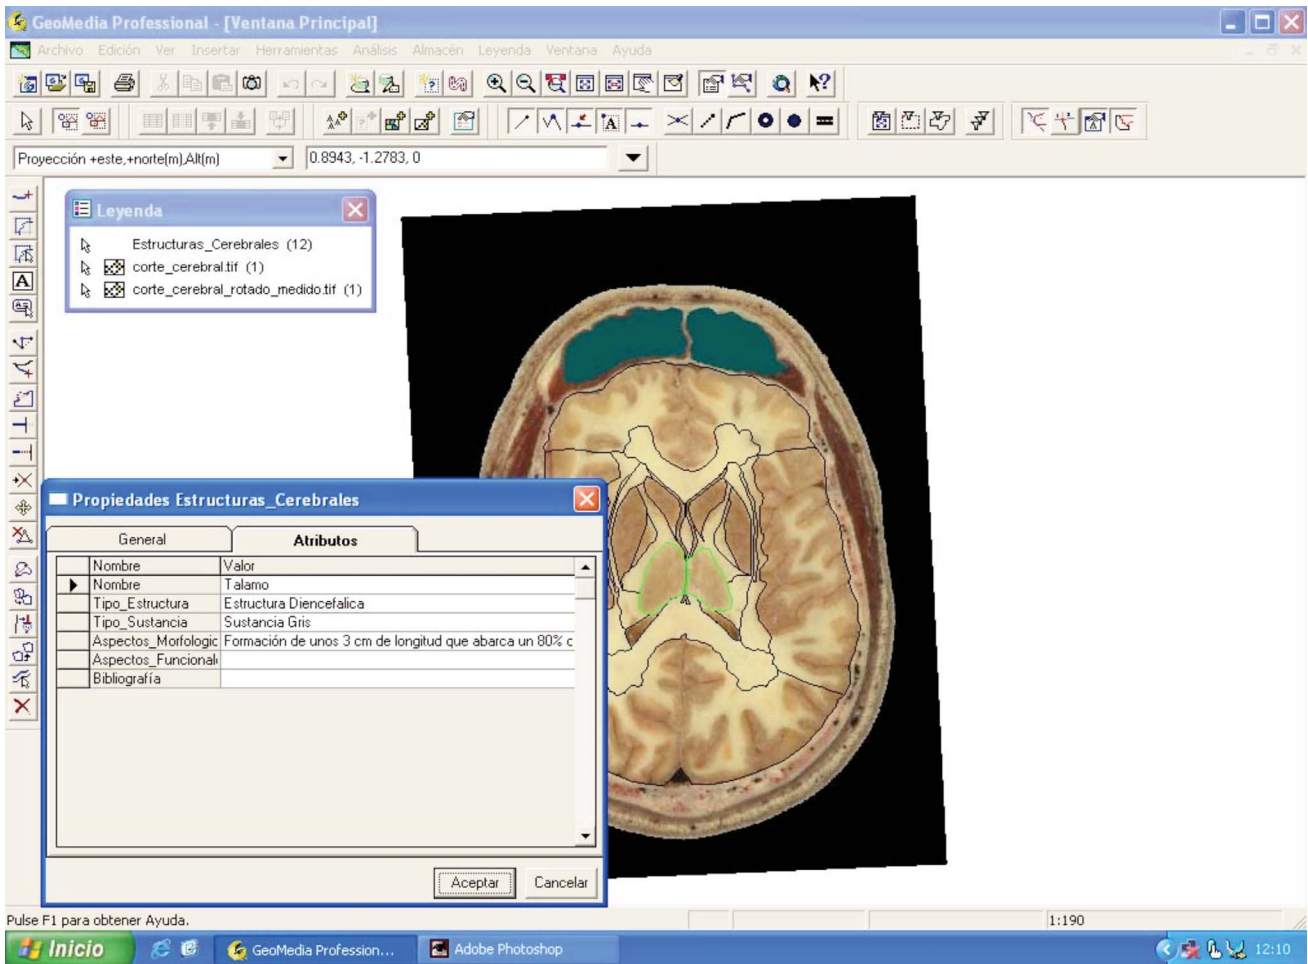 GeoMedia Professional - [Ventana Principal]
Archivo Edición Ver Insertar Herramientas Análisis Almacén Leyenda Ventana Ayuda
Proyección +este,+norte(m),Alt(m) 0.8943, -1.2783, 0
Leyenda
Estructuras_Cerebrales (12)
corte_cerebral.tif (1)
corte_cerebral_rotado_medido.tif (1)
Propiedades Estructuras_Cerebrales
General Atributos
Nombre Valor
Nombre Talamo
Tipo_Estructura Estructura Diencefalica
Tipo_Sustancia Sustancia Gris
Aspectos_Morfologic Formación de unos 3 cm de longitud que abarca un 80% c
Aspectos_Funcional
Bibliografía
Aceptar Cancelar
Pulse F1 para obtener Ayuda. 1:190
Inicio GeoMedia Profession... Adobe Photoshop 12:10